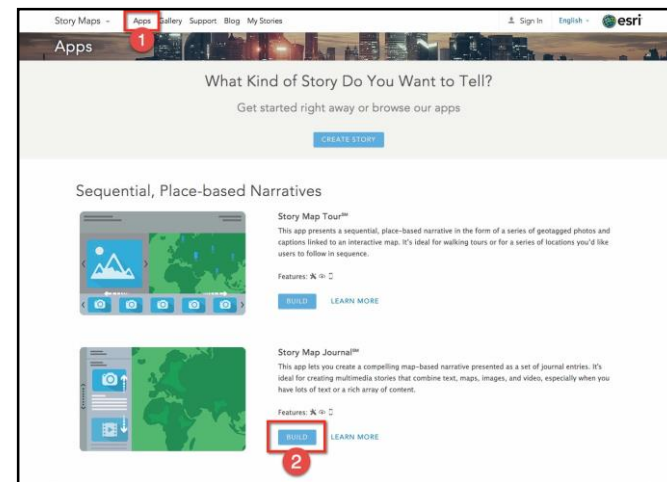 Story Maps Apps Gallery Support Blog My Stories Sign In English esri
1
Apps
What Kind of Story Do You Want to Tell?
Get started right away or browse our apps
CREATE STORY
Sequential, Place-based Narratives
Story Map Tour℠
This app presents a sequential, place-based narrative in the form of a series of geotagged photos and
captions linked to an interactive map. It's ideal for walking tours or for a series of locations you'd like
users to follow in sequence.
Features:
BUILD LEARN MORE
Story Map Journal℠
This app lets you create a compelling map-based narrative presented as a set of journal entries. It's
ideal for creating multimedia stories that combine text, maps, images, and video, especially when you
have lots of text or a rich array of content.
Features:
BUILD LEARN MORE
2